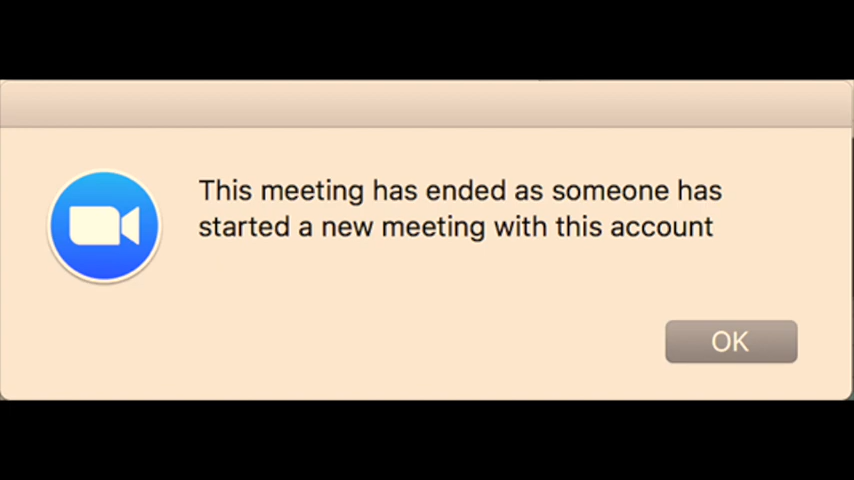 This meeting has ended as someone has
started a new meeting with this account
OK